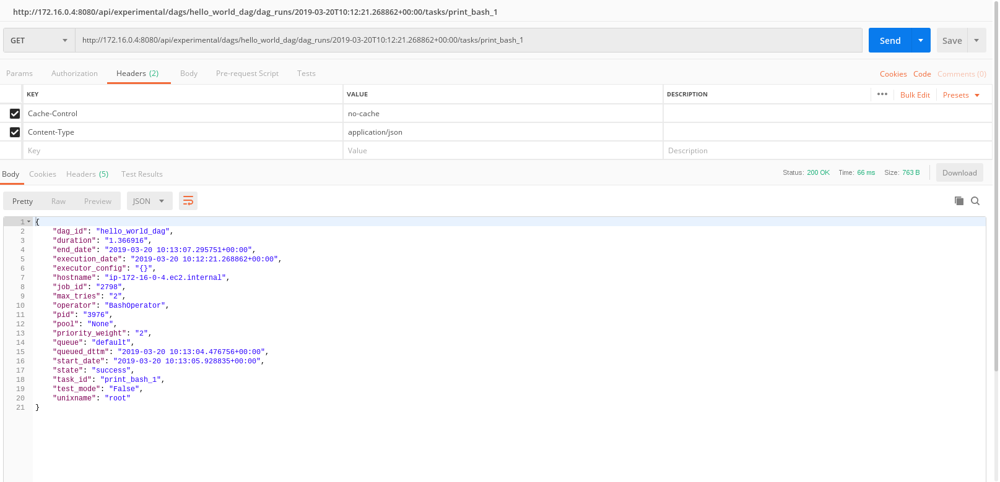 http://172.16.0.4:8080/api/experimental/dags/hello_world_dag/dag_runs/2019-03-20T10:12:21.268862+00:00/tasks/print_bash_1
GET http://172.16.0.4:8080/api/experimental/dags/hello_world_dag/dag_runs/2019-03-20T10:12:21.268862+00:00/tasks/print_bash_1 Send Save
Params Authorization Headers (2) Body Pre-request Script Tests Cookies Code Comments (0)
KEY VALUE DESCRIPTION ••• Bulk Edit Presets
Cache-Control no-cache
Content-Type application/json
Key Value Description
Body Cookies Headers (5) Test Results Status: 200 OK Time: 66 ms Size: 763 B Download
Pretty Raw Preview JSON
1 {
2 "dag_id": "hello_world_dag",
3 "duration": "1.366916",
4 "end_date": "2019-03-20 10:13:07.295751+00:00",
5 "execution_date": "2019-03-20 10:12:21.268862+00:00",
6 "executor_config": "{}",
7 "hostname": "ip-172-16-0-4.ec2.internal",
8 "job_id": "2798",
9 "max_tries": "2",
10 "operator": "BashOperator",
11 "pid": "3976",
12 "pool": "None",
13 "priority_weight": "2",
14 "queue": "default",
15 "queued_dttm": "2019-03-20 10:13:04.476756+00:00",
16 "start_date": "2019-03-20 10:13:05.928835+00:00",
17 "state": "success",
18 "task_id": "print_bash_1",
19 "test_mode": "False",
20 "unixname": "root"
21 }